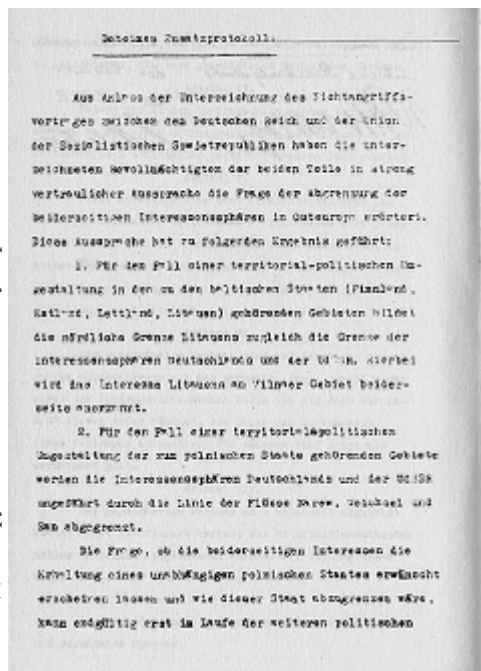 Geheimes Zusatzprotokoll.
Aus Anlass der Unterzeichnung des Nichtangriffs-
vertrages zwischen dem Deutschen Reich und der Union
der Sozialistischen Sowjetrepubliken haben die unter-
zeichneten Bevollmächtigten der beiden Teile in streng
vertraulicher Aussprache die Frage der Abgrenzung der
beiderseitigen Interessensphären in Osteuropa erörtert.
Diese Aussprache hat zu folgendem Ergebnis geführt:
1. Für den Fall einer territorial-politischen Um-
gestaltung in den zu den baltischen Staaten (Finnland,
Estland, Lettland, Litauen) gehörenden Gebieten bildet
die nördliche Grenze Litauens zugleich die Grenze der
Interessensphären Deutschlands und der UdSSR. Hierbei
wird das Interesse Litauens am Wilnaer Gebiet beider-
seits anerkannt.
2. Für den Fall einer territorial-politischen
Umgestaltung der zum polnischen Staate gehörenden Gebiete
werden die Interessensphären Deutschlands und der UdSSR
ungefähr durch die Linie der Flüsse Narew, Weichsel und
San abgegrenzt.
Die Frage, ob die beiderseitigen Interessen die
Erhaltung eines unabhängigen polnischen Staates erwünscht
erscheinen lassen und wie dieser Staat abzugrenzen wäre,
kann endgültig erst im Laufe der weiteren politischen